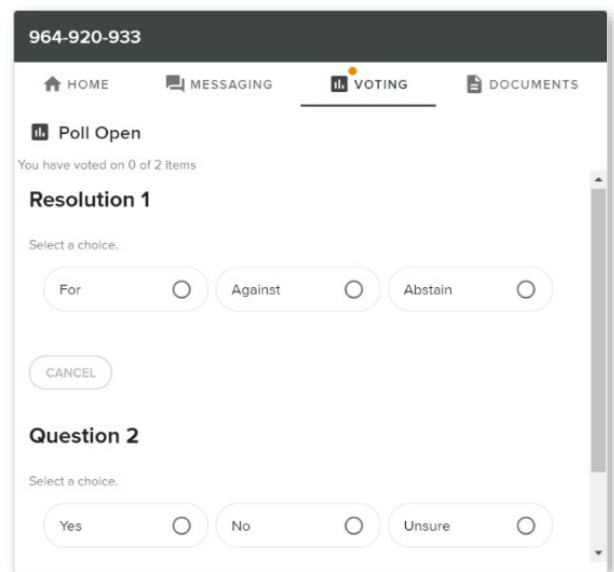 964-920-933
HOME MESSAGING VOTING DOCUMENTS
Poll Open
You have voted on 0 of 2 items
Resolution 1
Select a choice.
For Against Abstain
CANCEL
Question 2
Select a choice.
Yes No Unsure